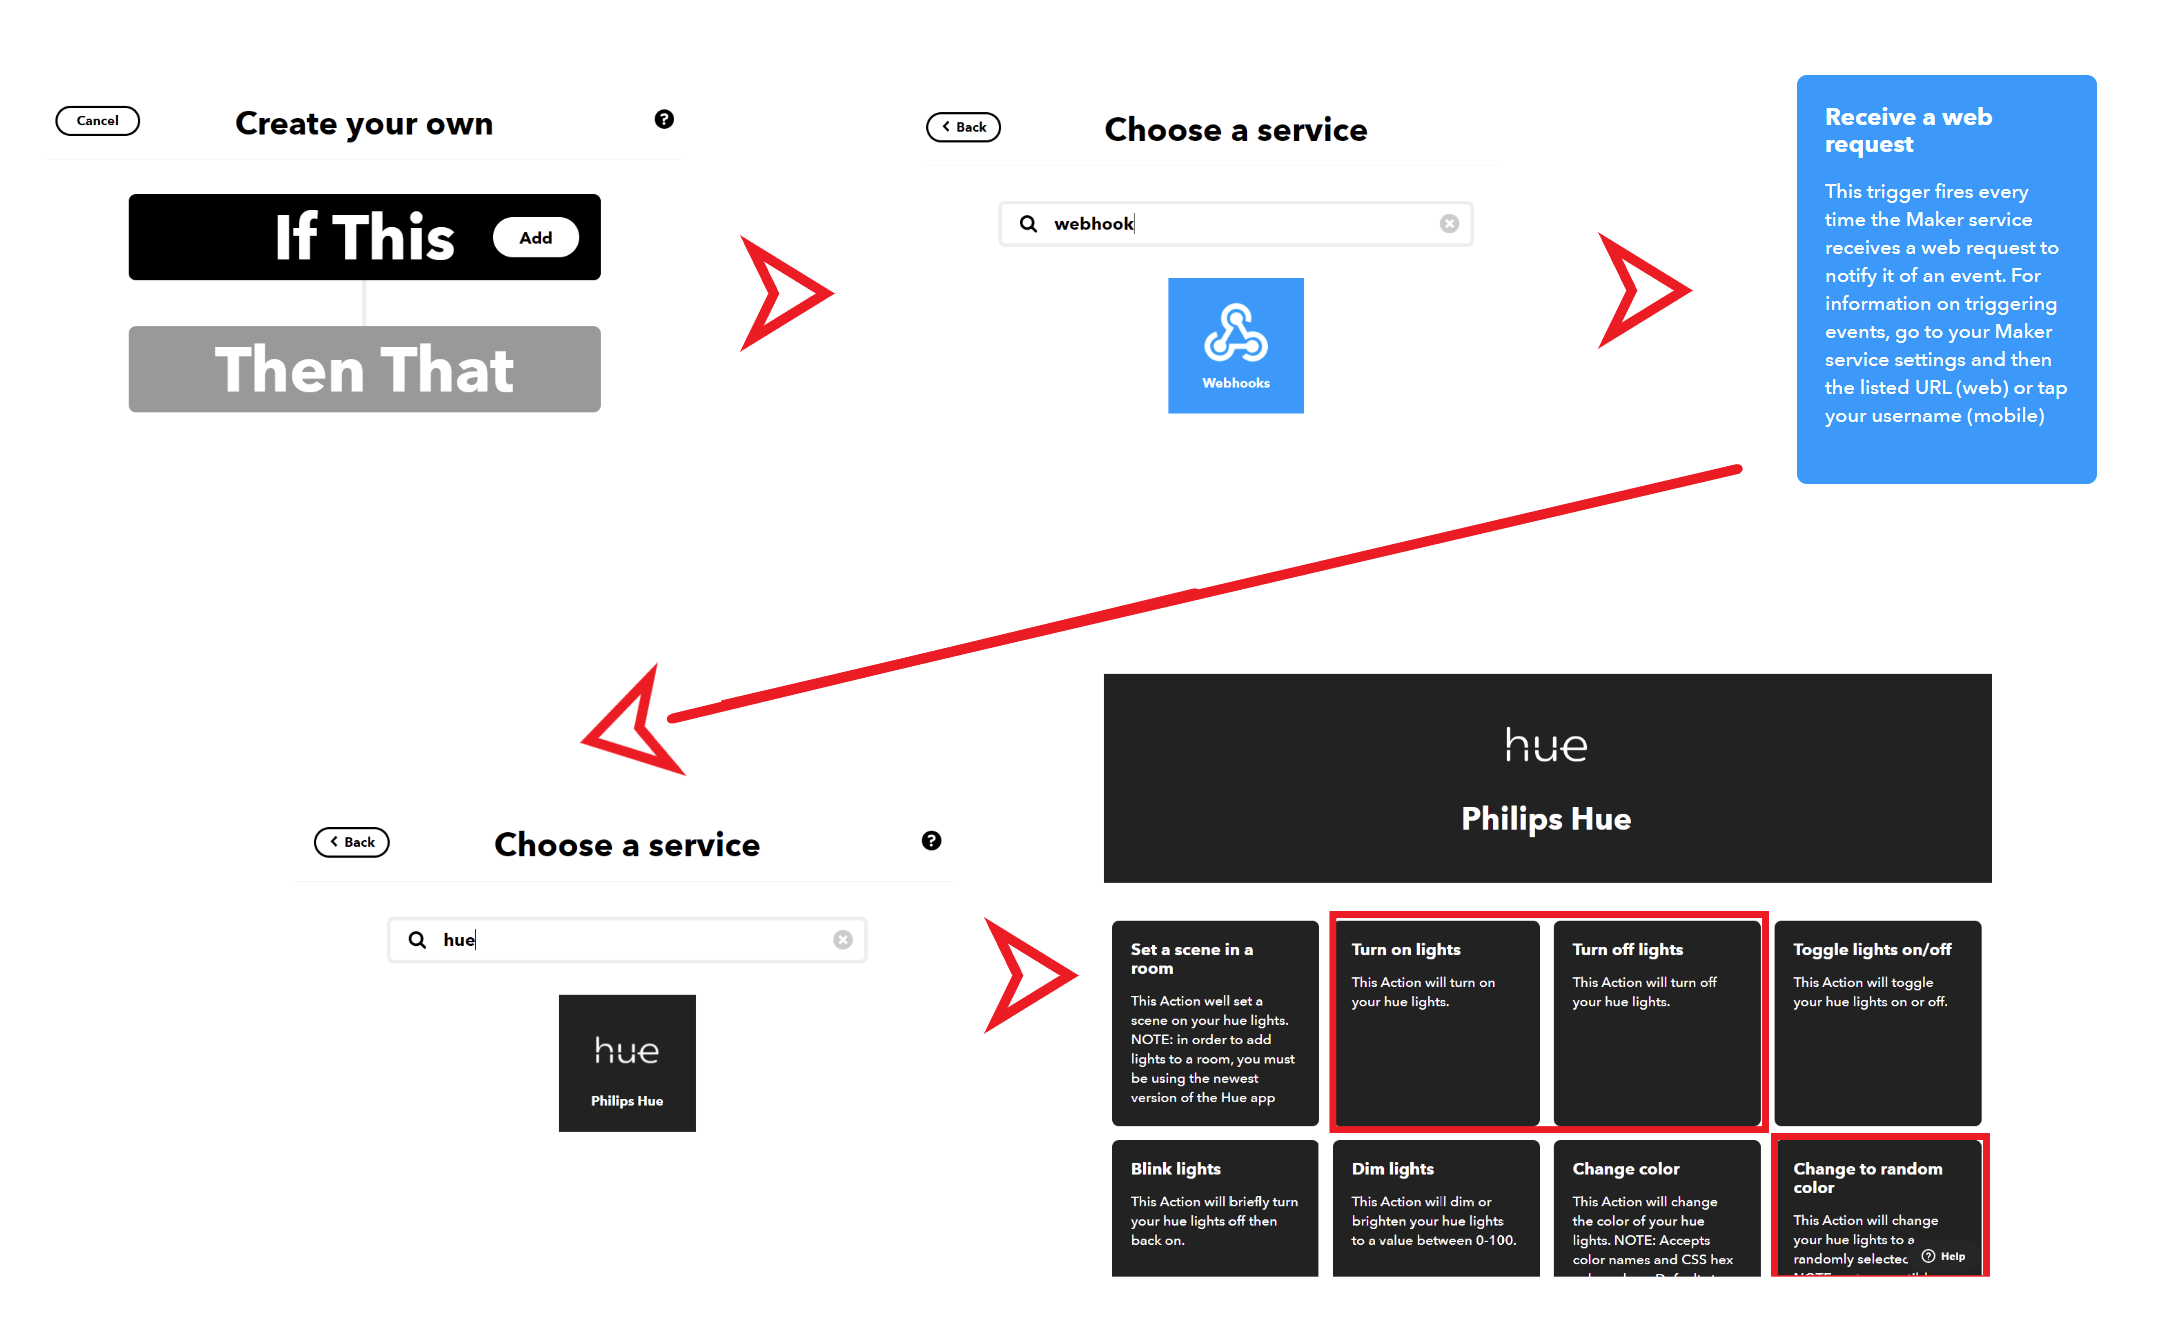 Cancel
Create your own
?
If This
Add
Then That
Back
Choose a service
webhook
Webhooks
Receive a web
request
This trigger fires every
time the Maker service
receives a web request to
notify it of an event. For
information on triggering
events, go to your Maker
service settings and then
the listed URL (web) or tap
your username (mobile)
Back
Choose a service
?
hue
hue
Philips Hue
hue
Philips Hue
Set a scene in a
room
This Action well set a
scene on your hue lights.
NOTE: in order to add
lights to a room, you must
be using the newest
version of the Hue app
Turn on lights
This Action will turn on
your hue lights.
Turn off lights
This Action will turn off
your hue lights.
Toggle lights on/off
This Action will toggle
your hue lights on or off.
Blink lights
This Action will briefly turn
your hue lights off then
back on.
Dim lights
This Action will dim or
brighten your hue lights
to a value between 0-100.
Change color
This Action will change
the color of your hue
lights. NOTE: Accepts
color names and CSS hex
Change to random
color
This Action will change
your hue lights to a
randomly
? Help